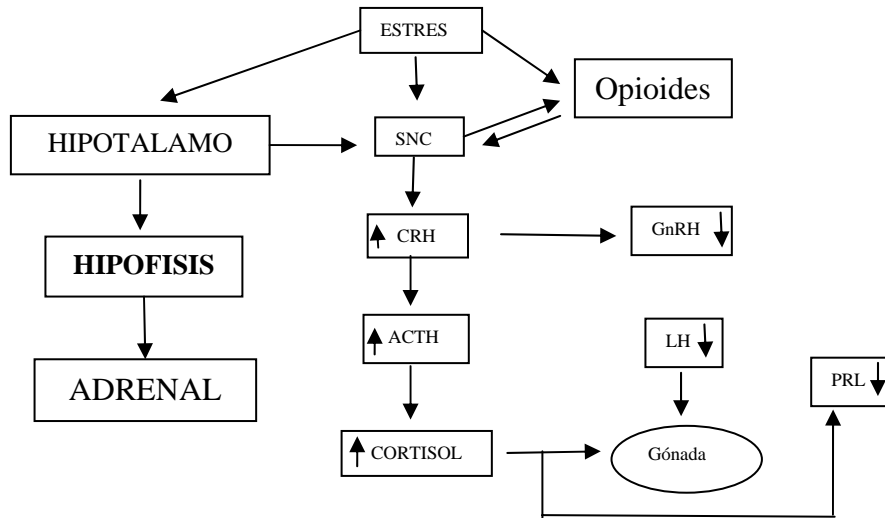 ESTRES
Opioides
HIPOTALAMO
SNC
CRH
GnRH
HIPOFISIS
ACTH
LH
ADRENAL
PRL
CORTISOL
Gónada